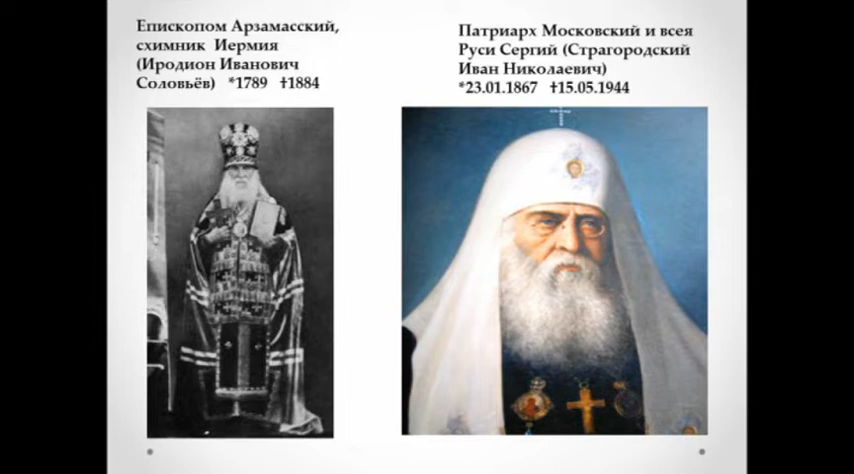 Епископом Арзамасский,
схимник Иермия
(Иродион Иванович
Соловьёв) *1789 †1884
Патриарх Московский и всея
Руси Сергий (Страгородский
Иван Николаевич)
*23.01.1867 †15.05.1944